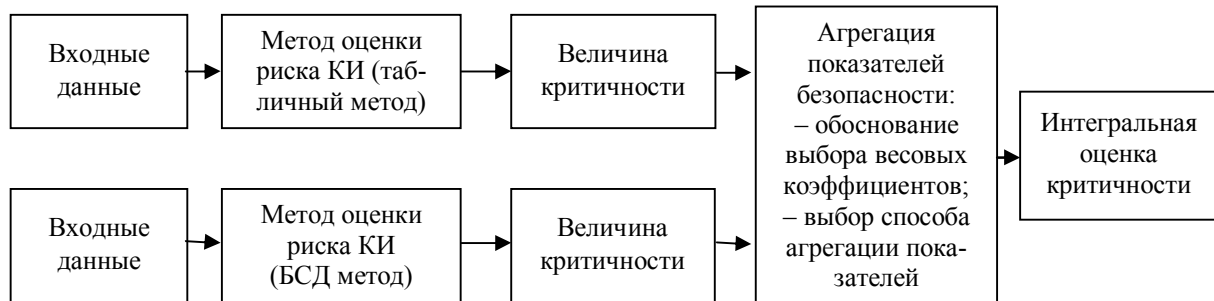 Входные
данные
Метод оценки
риска КИ (таб-
личный метод)
Величина
критичности
Входные
данные
Метод оценки
риска КИ
(БСД метод)
Величина
критичности
Агрегация
показателей
безопасности:
– обоснование
выбора весовых
коэффициентов;
– выбор способа
агрегации пока-
зателей
Интегральная
оценка
критичности